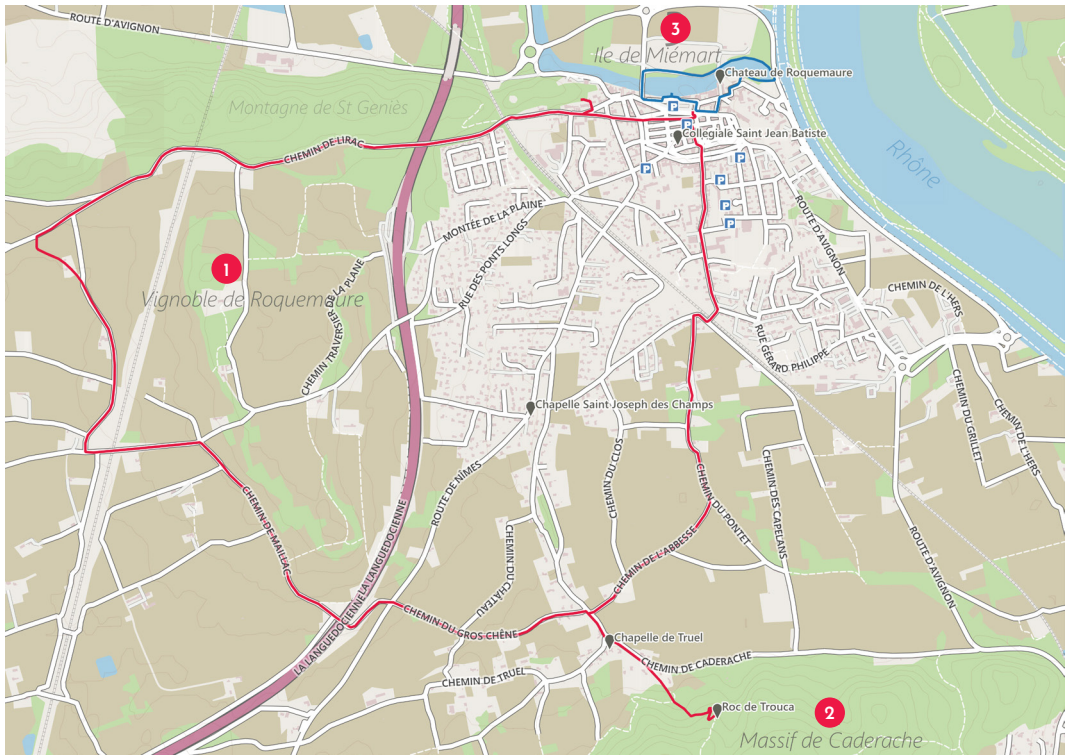 ROUTE D'AVIGNON
3
Ile de Miémart
Chateau de Roquemaure
Montagne de St Geniès
P
P
Collegiale Saint Jean Batiste
CHEMIN DE LIRAC
P
P
P
P
Rhône
MONTÉE DE LA PLAINE
ROUTE D'AVIGNON
RUE DES PONTS LONGS
1
Vignoble de Roquemaure
CHEMIN TRAVERSIER DE LA PLANE
CHEMIN DE L'HERS
RUE GÉRARD PHILIPPE
Chapelle Saint Joseph des Champs
CHEMIN DU GRILLET
CHEMIN DE L'HERS
CHEMIN DU CLOS
ROUTE DE NÎMES
CHEMIN DU PONTET
CHEMIN DES CAPELANS
CHEMIN DE MAILLAC
LA LANGUEDOCIENNE
LA LANGUEDOCIENNE
CHEMIN DU CHÂTEAU
CHEMIN DE L'ABBESSE
ROUTE D'AVIGNON
CHEMIN DU GROS CHÊNE
Chapelle de Truel
CHEMIN DE CADERACHE
CHEMIN DE TRUEL
Roc de Trouca
2
Massif de Caderache